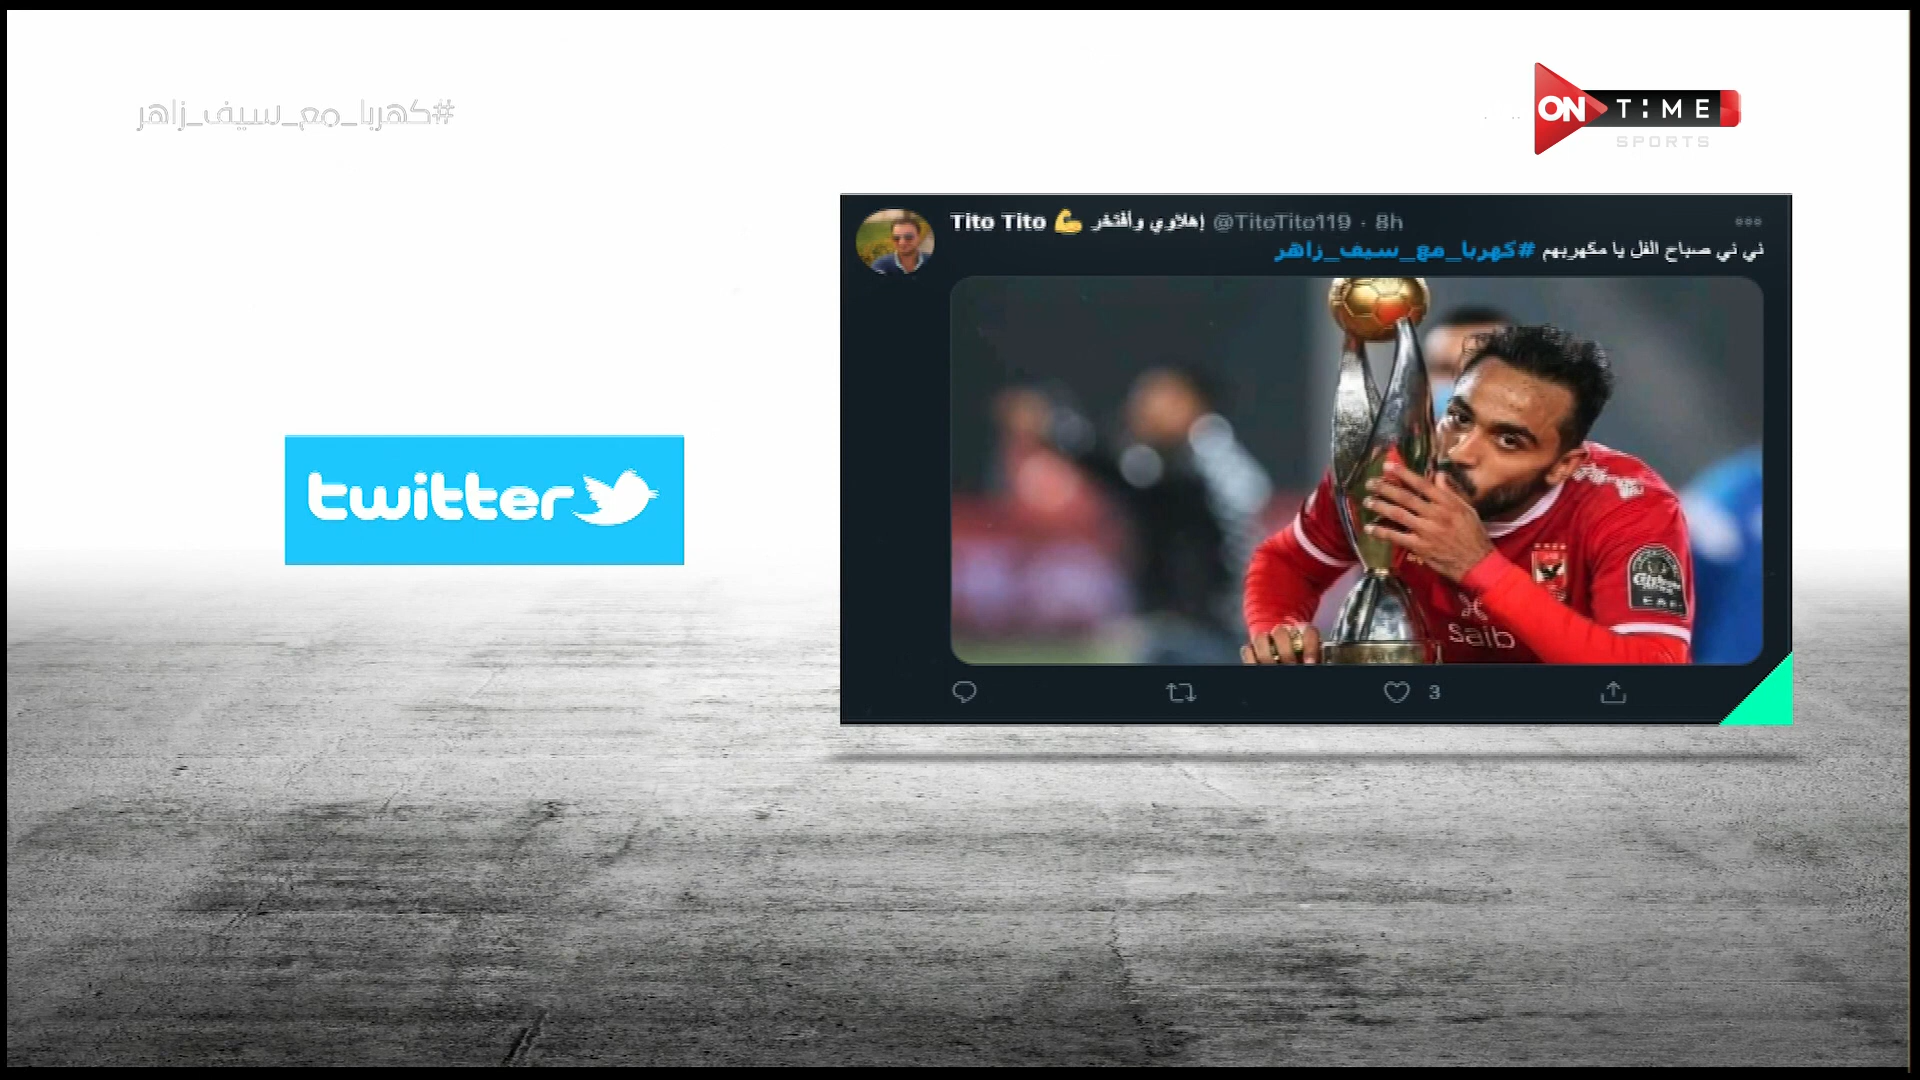 #كهربا_مع_سيف_زاهر
ON TIME
SPORTS
Tito Tito 💪 إهلاوي وأفتخر @TitoTito119 · 8h
ني ني صباح الفل يا مكهربهم #كهربا_مع_سيف_زاهر
twitter
saib
3